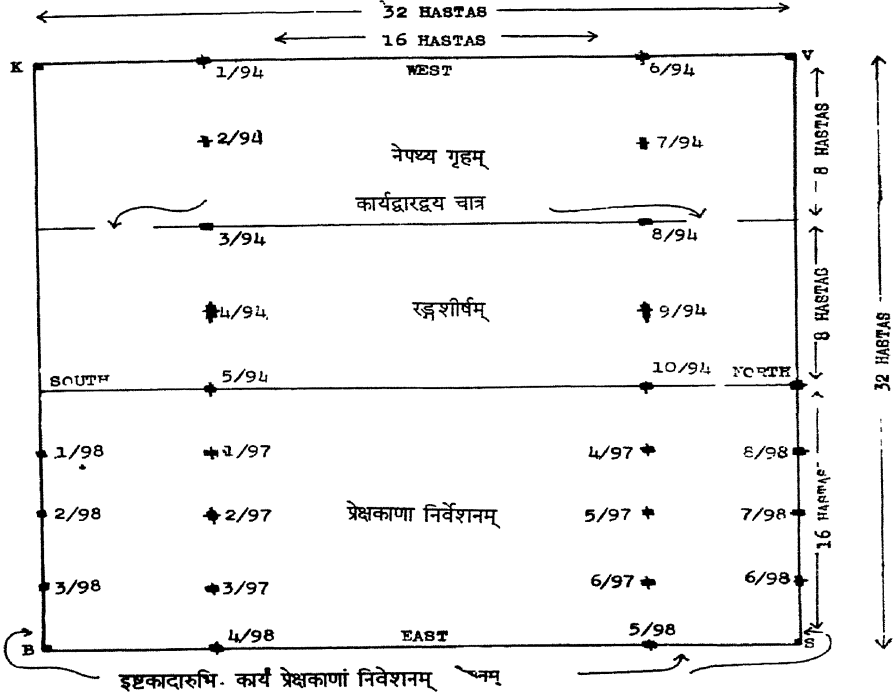 32 HASTAS
16 HASTAS
K V
1/94 WEST 6/94
2/94 7/94
नेपथ्य गृहम्
8 HASTAS
कार्यद्वारद्वय चात्र
3/94 8/94
4/94 रङ्गशीर्षम् 9/94
8 HASTAS
32 HASTAS
SOUTH 5/94 10/94 NORTH
1/98 1/97 4/97 8/98
2/98 2/97 प्रेक्षकाणा निर्वेशनम् 5/97 7/98
16 HASTAS
3/98 3/97 6/97 6/98
B 4/98 EAST 5/98 S
इष्टकादारुभि. कार्यं प्रेक्षकाणां निवेशनम्